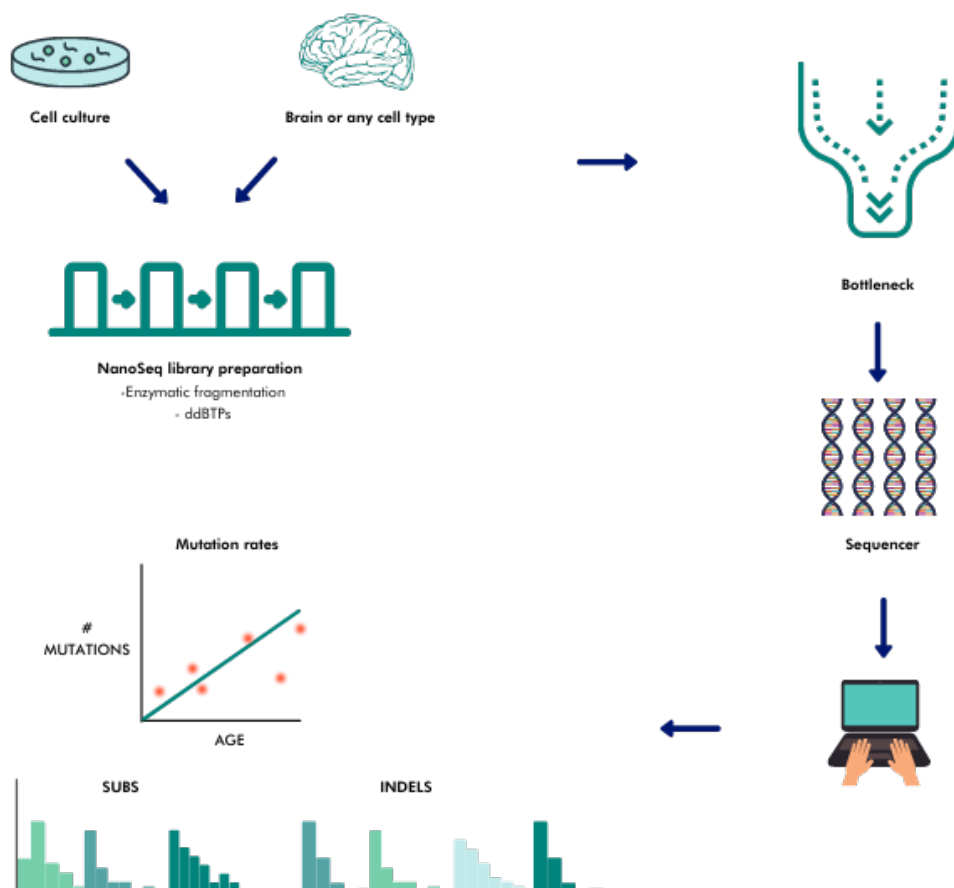 Cell culture
Brain or any cell type
Bottleneck
NanoSeq library preparation
-Enzymatic fragmentation
- ddBTPs
Sequencer
Mutation rates
#
MUTATIONS
AGE
SUBS
INDELS